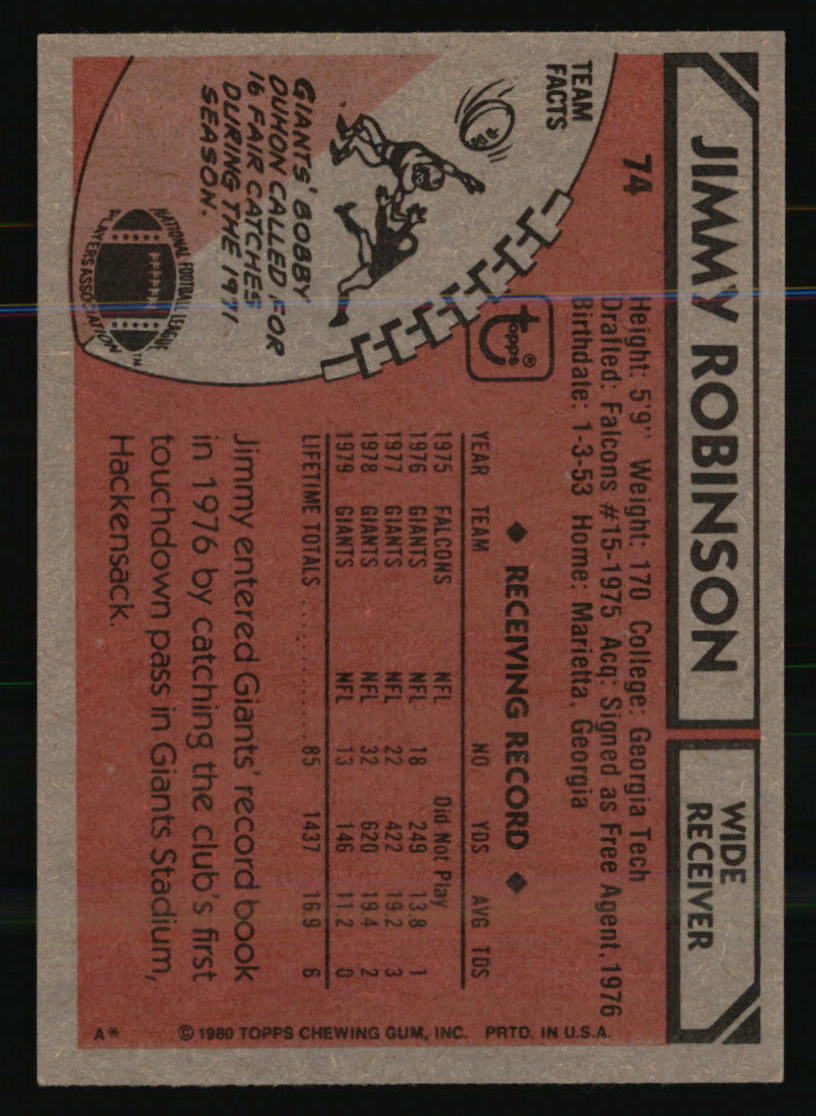 JIMMY ROBINSON
WIDE
RECEIVER
74
Height: 5'9" Weight: 170 College: Georgia Tech
Drafted: Falcons #15-1975 Acq: Signed as Free Agent, 1976
Birthdate: 1-3-53 Home: Marietta, Georgia
TEAM
FACTS
GIANTS' BOBBY
DUHON CALLED FOR
16 FAIR CATCHES
DURING THE 1971
SEASON.
topps®
NATIONAL FOOTBALL LEAGUE
PLAYERS ASSOCIATION™
◆ RECEIVING RECORD ◆
YEAR TEAM NO. YDS AVG TDS
1975 FALCONS NFL Did Not Play
1976 GIANTS NFL 18 249 13.8 1
1977 GIANTS NFL 22 422 19.2 3
1978 GIANTS NFL 32 620 19.4 2
1979 GIANTS NFL 13 146 11.2 0
LIFETIME TOTALS .............. 85 1437 16.9 6
Jimmy entered Giants' record book
in 1976 by catching the club's first
touchdown pass in Giants Stadium,
Hackensack.
A* © 1980 TOPPS CHEWING GUM, INC. PRTD. IN U.S.A.